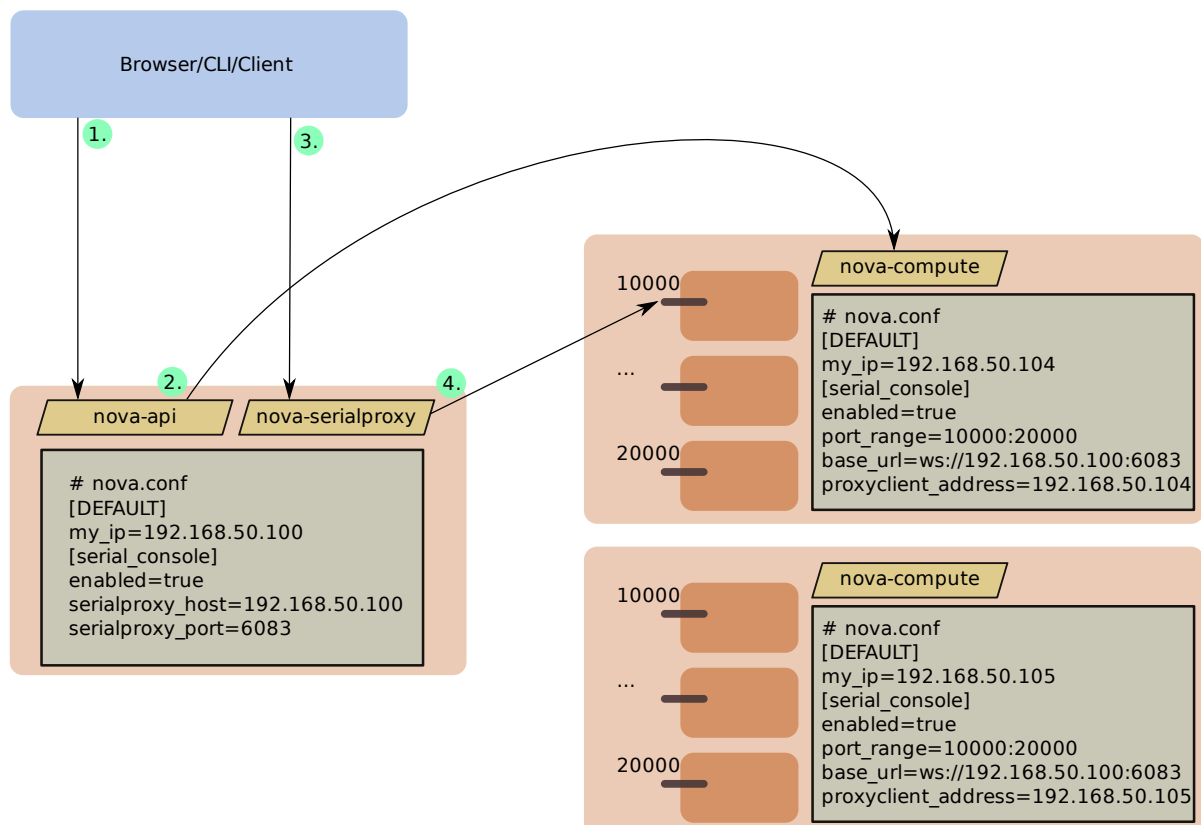 Browser/CLI/Client
1.
3.
2.
4.
nova-api
nova-serialproxy
# nova.conf
[DEFAULT]
my_ip=192.168.50.100
[serial_console]
enabled=true
serialproxy_host=192.168.50.100
serialproxy_port=6083
nova-compute
10000
...
20000
# nova.conf
[DEFAULT]
my_ip=192.168.50.104
[serial_console]
enabled=true
port_range=10000:20000
base_url=ws://192.168.50.100:6083
proxyclient_address=192.168.50.104
nova-compute
10000
...
20000
# nova.conf
[DEFAULT]
my_ip=192.168.50.105
[serial_console]
enabled=true
port_range=10000:20000
base_url=ws://192.168.50.100:6083
proxyclient_address=192.168.50.105